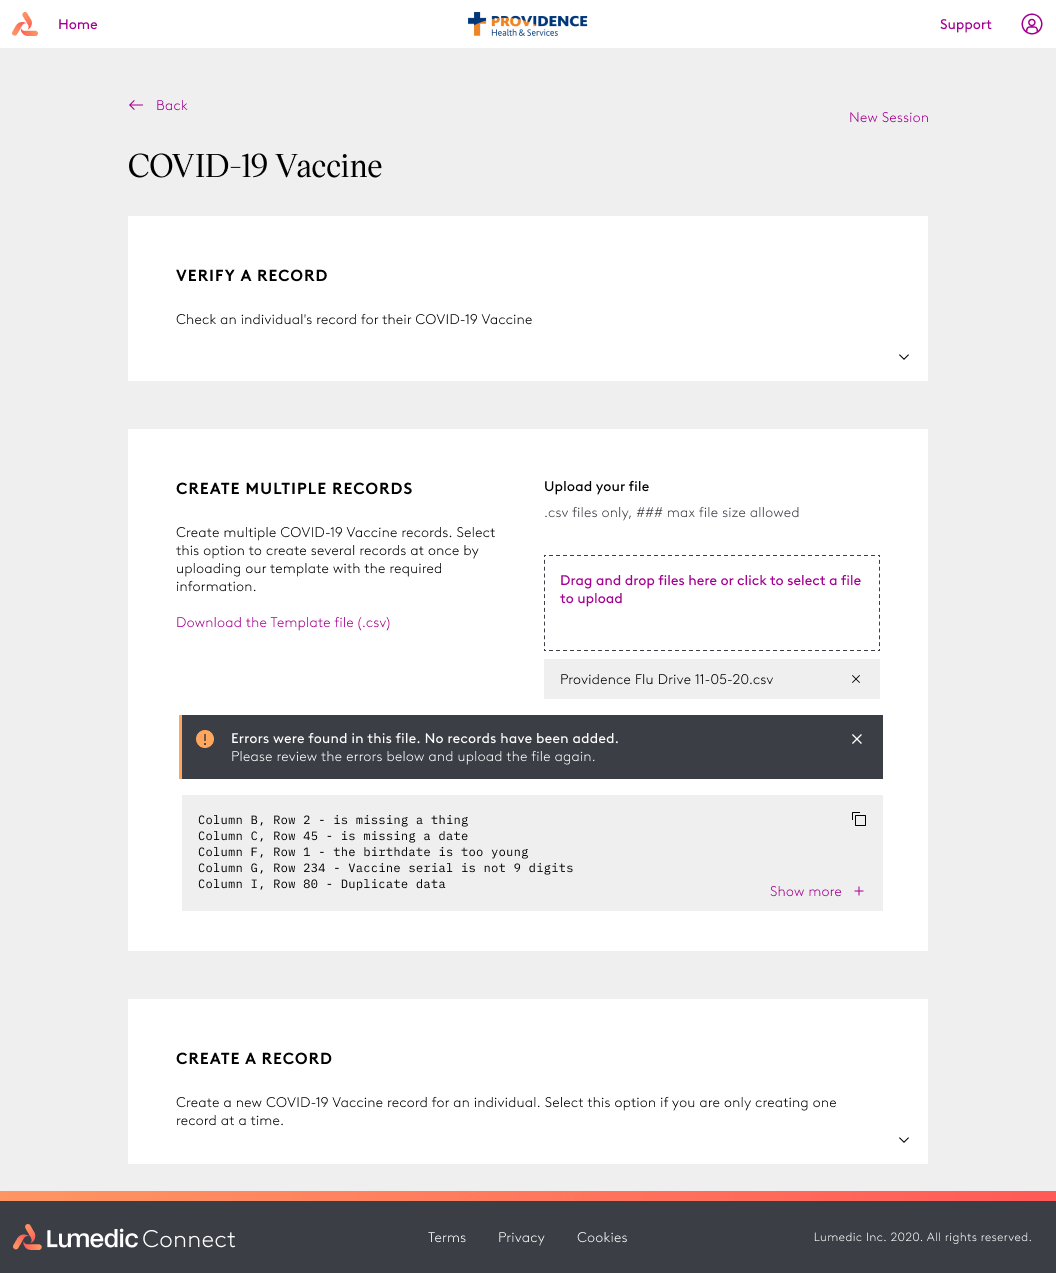 Home
PROVIDENCE
Health & Services
Support
Back
New Session
COVID-19 Vaccine
VERIFY A RECORD
Check an individual's record for their COVID-19 Vaccine
CREATE MULTIPLE RECORDS
Create multiple COVID-19 Vaccine records. Select
this option to create several records at once by
uploading our template with the required
information.
Download the Template file (.csv)
Upload your file
.csv files only, ### max file size allowed
Drag and drop files here or click to select a file
to upload
Providence Flu Drive 11-05-20.csv
Errors were found in this file. No records have been added.
Please review the errors below and upload the file again.
Column B, Row 2 - is missing a thing
Column C, Row 45 - is missing a date
Column F, Row 1 - the birthdate is too young
Column G, Row 234 - Vaccine serial is not 9 digits
Column I, Row 80 - Duplicate data
Show more +
CREATE A RECORD
Create a new COVID-19 Vaccine record for an individual. Select this option if you are only creating one
record at a time.
Lumedic Connect
Terms
Privacy
Cookies
Lumedic Inc. 2020. All rights reserved.